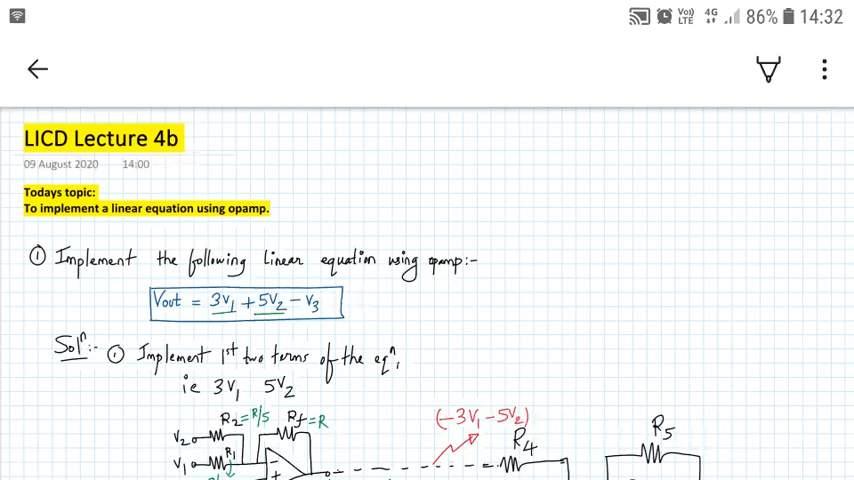 Vo)) 4G 86% 14:32
LTE
LICD Lecture 4b
09 August 2020 14:00
Todays topic:
To implement a linear equation using opamp.
① Implement the following linear equation using opamp:-
Vout = 3V₁ + 5V₂ - V₃
Solⁿ:- ① Implement 1st two terms of the eqⁿ,
ie 3V₁ 5V₂
R₂ = R/5 Rf = R (-3V₁ - 5V₂)
V₂ R₄ R₅
V₁ R₁ -
+